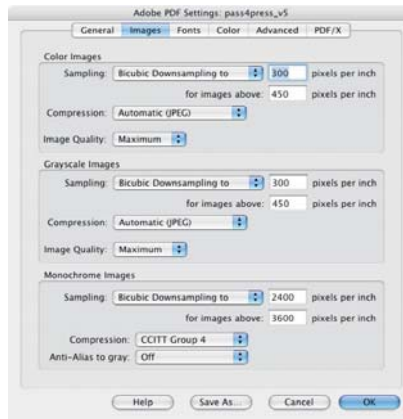 Adobe PDF Settings: pass4press_v5
General Images Fonts Color Advanced PDF/X
Color Images
Sampling: Bicubic Downsampling to 300 pixels per inch
for images above: 450 pixels per inch
Compression: Automatic (JPEG)
Image Quality: Maximum
Grayscale Images
Sampling: Bicubic Downsampling to 300 pixels per inch
for images above: 450 pixels per inch
Compression: Automatic (JPEG)
Image Quality: Maximum
Monochrome Images
Sampling: Bicubic Downsampling to 2400 pixels per inch
for images above: 3600 pixels per inch
Compression: CCITT Group 4
Anti-Alias to gray: Off
Help Save As... Cancel OK